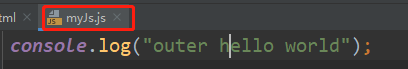 tml × myJs.js ×
console.log("outer hello world");